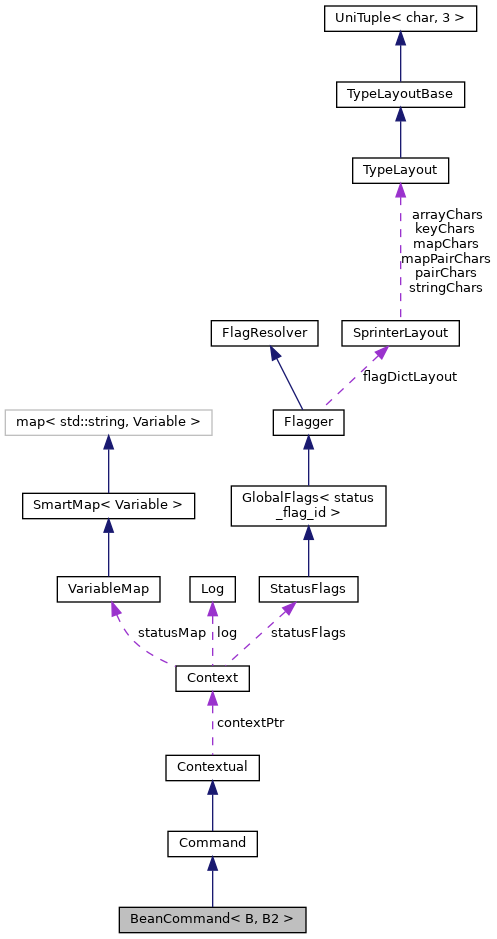 UniTuple< char, 3 >
TypeLayoutBase
TypeLayout
arrayChars
keyChars
mapChars
mapPairChars
pairChars
stringChars
FlagResolver
SprinterLayout
flagDictLayout
map< std::string, Variable >
Flagger
SmartMap< Variable >
GlobalFlags< status
_flag_id >
VariableMap
Log
StatusFlags
statusMap
log
statusFlags
Context
contextPtr
Contextual
Command
BeanCommand< B, B2 >